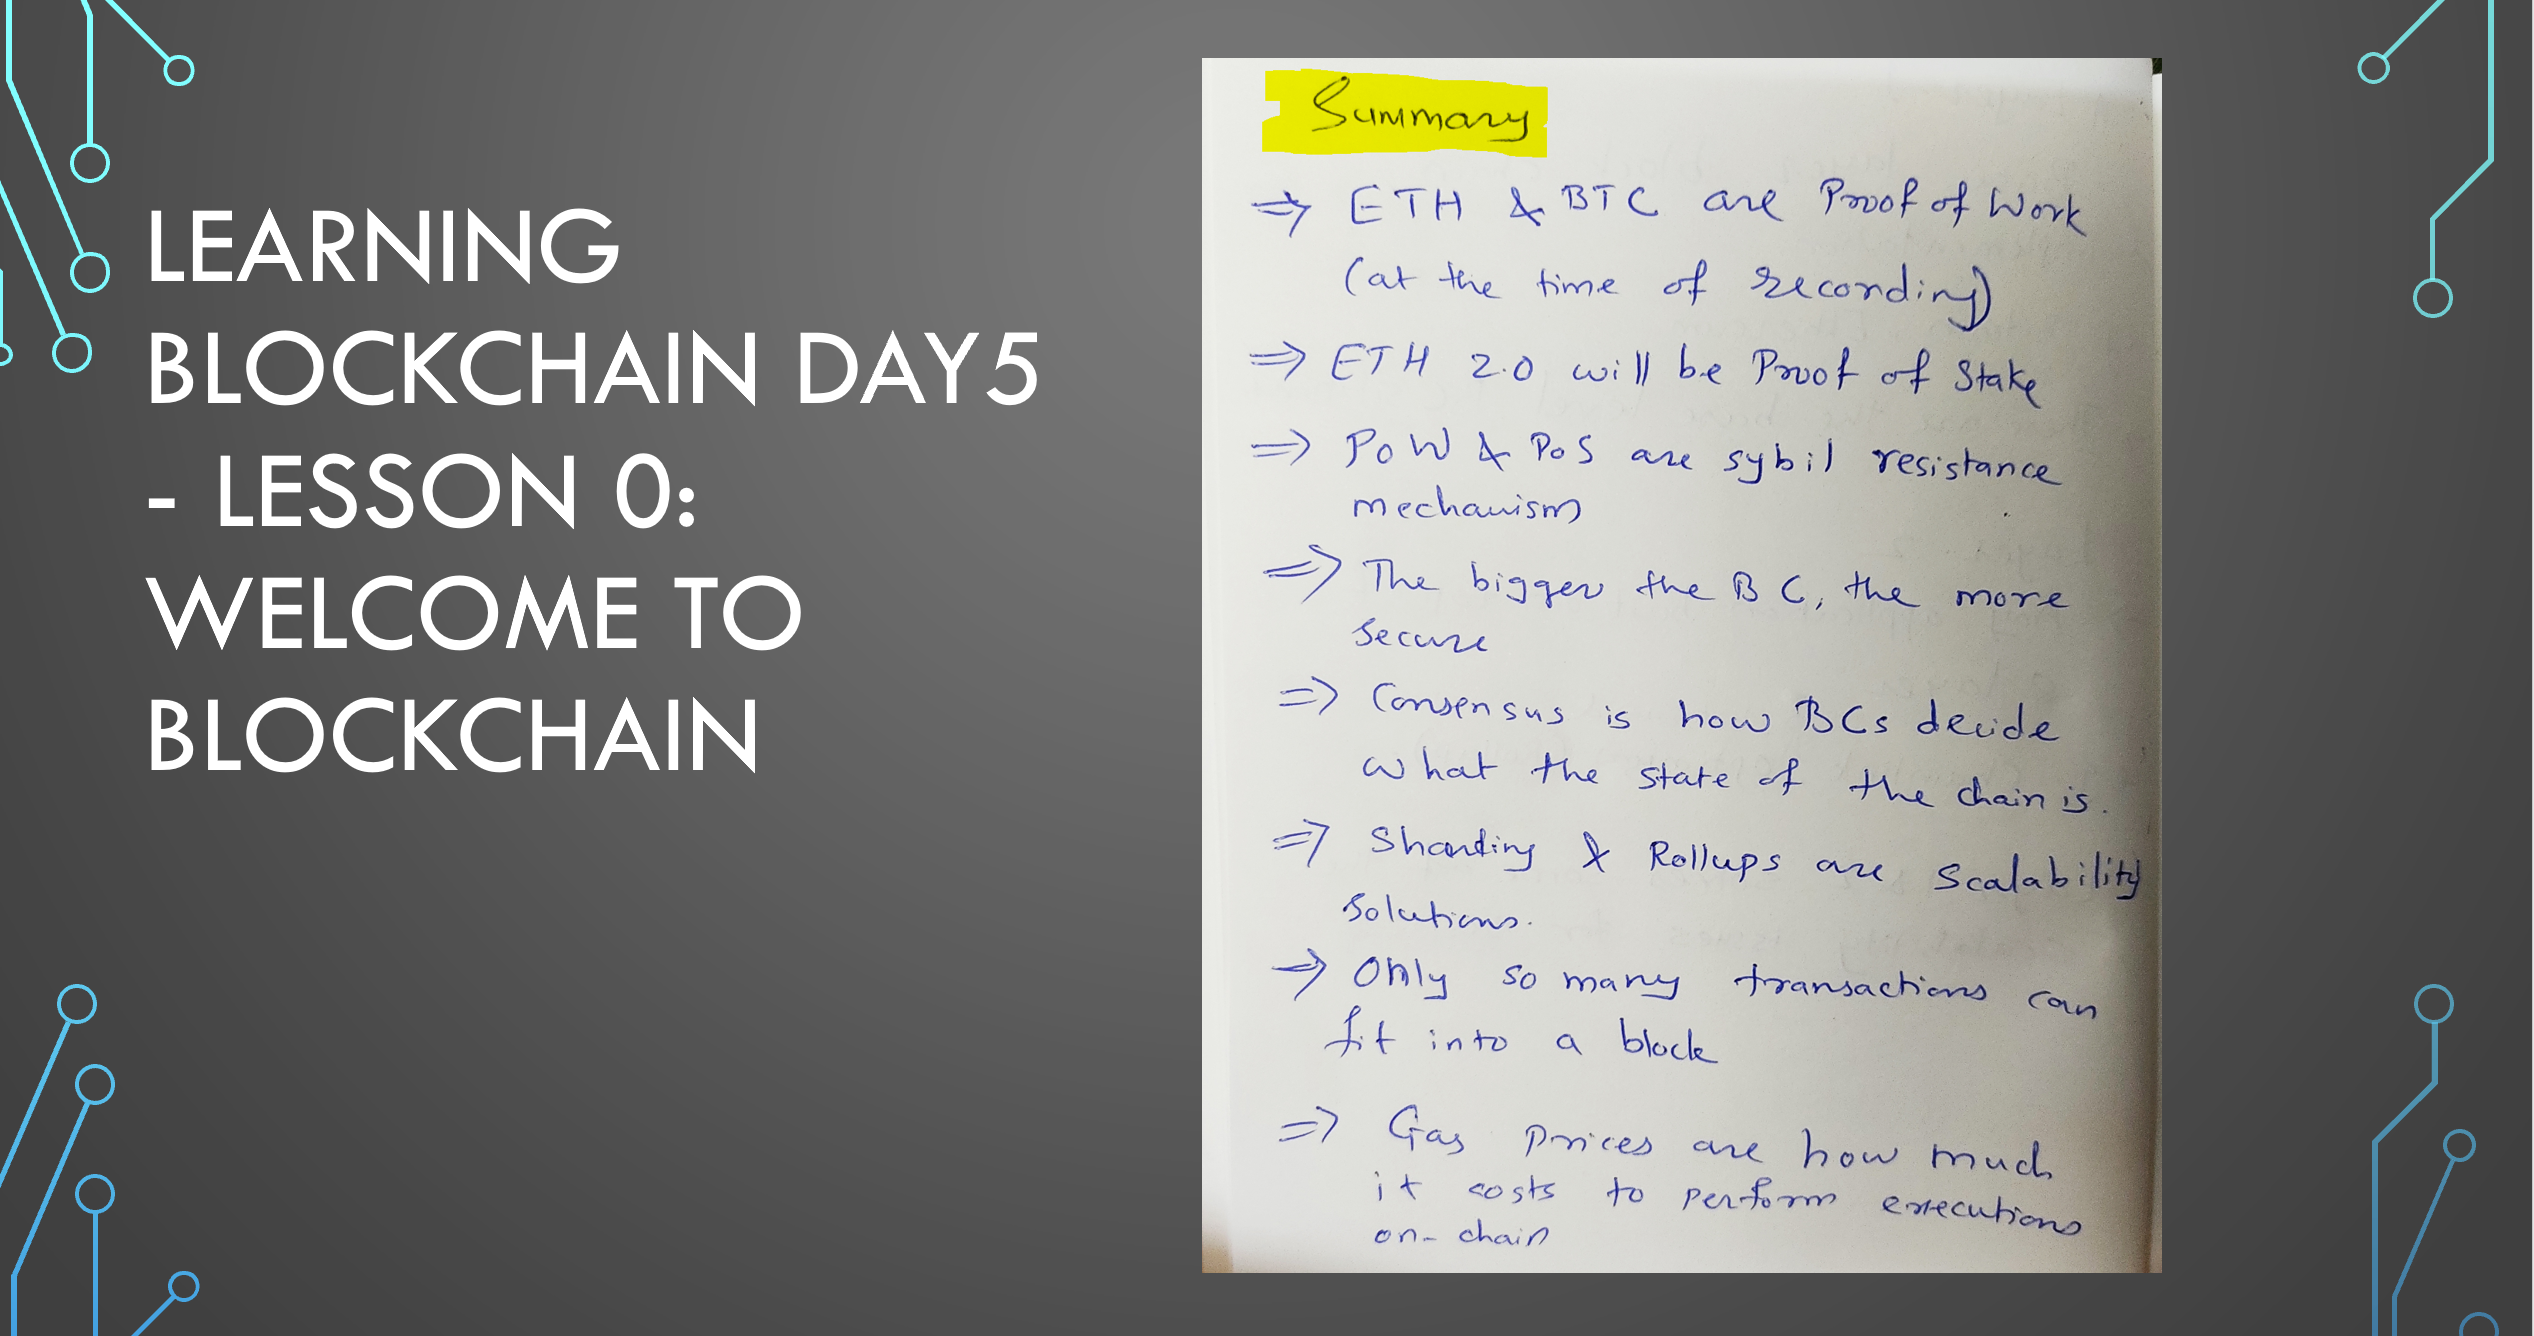 LEARNING
BLOCKCHAIN DAY5
- LESSON 0:
WELCOME TO
BLOCKCHAIN
Summary
⇒ ETH & BTC are Proof of Work
(at the time of recording)
⇒ ETH 2.0 will be Proof of Stake
⇒ PoW & PoS are sybil resistance
mechanism
⇒ The bigger the BC, the more
secure
⇒ Consensus is how BCs decide
what the state of the chain is.
⇒ Sharding & Rollups are Scalability
Solutions.
⇒ Only so many transactions can
fit into a block
⇒ Gas prices are how much
it costs to perform executions
on-chain